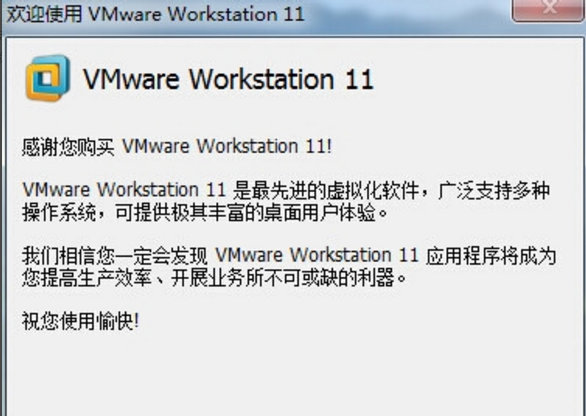 欢迎使用 VMware Workstation 11
VMware Workstation 11
感谢您购买 VMware Workstation 11!
VMware Workstation 11 是最先进的虚拟化软件，广泛支持多种
操作系统，可提供极其丰富的桌面用户体验。
我们相信您一定会发现 VMware Workstation 11 应用程序将成为
您提高生产效率、开展业务所不可或缺的利器。
祝您使用愉快!